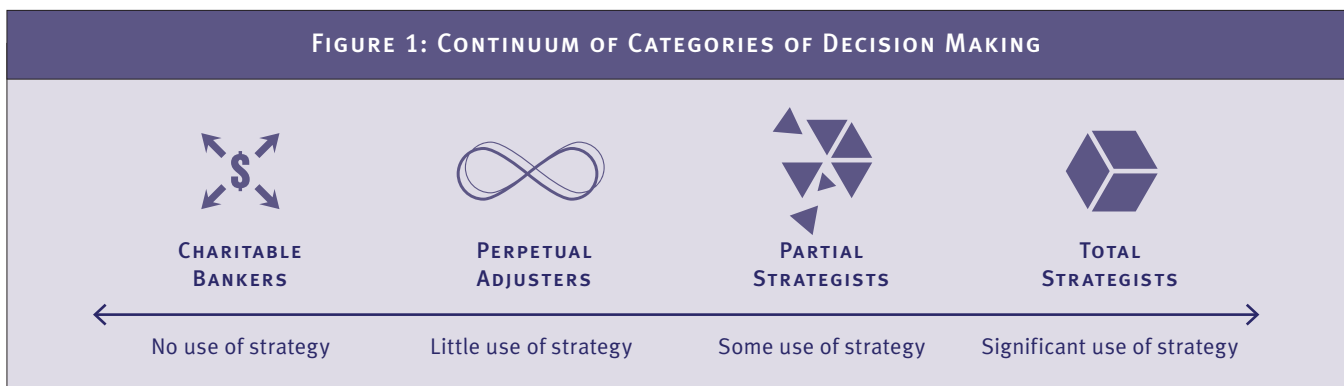 FIGURE 1: CONTINUUM OF CATEGORIES OF DECISION MAKING
$
CHARITABLE
BANKERS
PERPETUAL
ADJUSTERS
PARTIAL
STRATEGISTS
TOTAL
STRATEGISTS
No use of strategy
Little use of strategy
Some use of strategy
Significant use of strategy